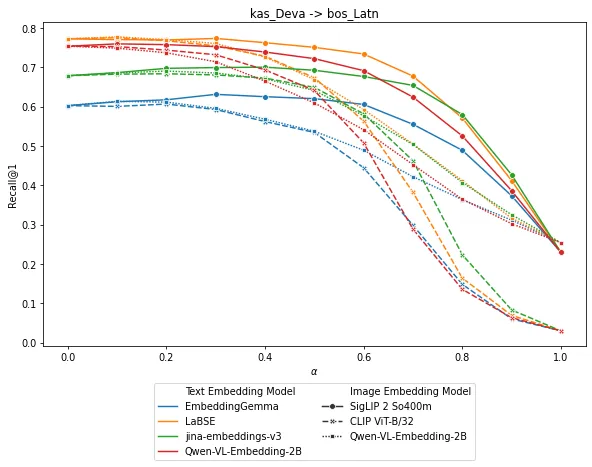 kas_Deva -> bos_Latn
Recall@1
0.8
0.7
0.6
0.5
0.4
0.3
0.2
0.1
0.0
0.0 0.2 0.4 0.6 0.8 1.0
α
Text Embedding Model
EmbeddingGemma
LaBSE
jina-embeddings-v3
Qwen-VL-Embedding-2B
Image Embedding Model
SigLIP 2 So400m
CLIP ViT-B/32
Qwen-VL-Embedding-2B